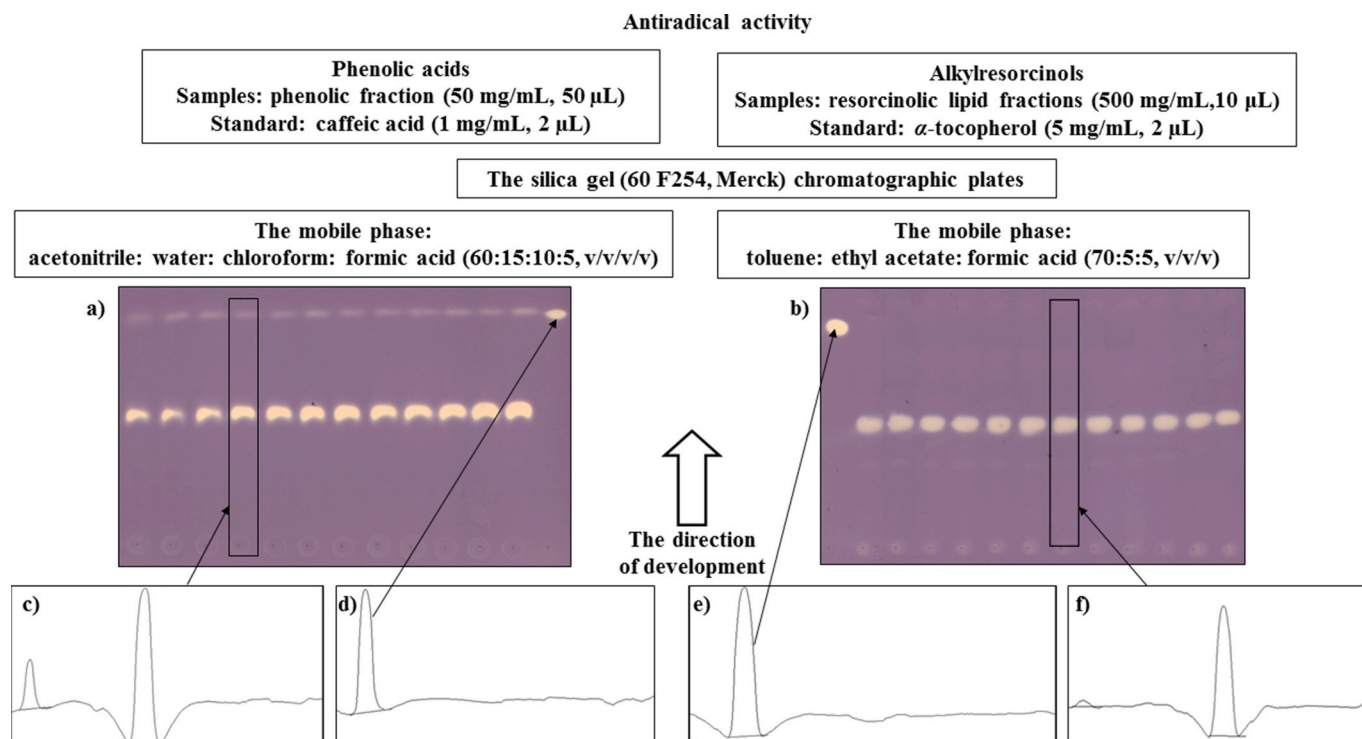 Antiradical activity
Phenolic acids
Samples: phenolic fraction (50 mg/mL, 50 µL)
Standard: caffeic acid (1 mg/mL, 2 µL)
Alkylresorcinols
Samples: resorcinolic lipid fractions (500 mg/mL,10 µL)
Standard: α-tocopherol (5 mg/mL, 2 µL)
The silica gel (60 F254, Merck) chromatographic plates
The mobile phase:
acetonitrile: water: chloroform: formic acid (60:15:10:5, v/v/v/v)
The mobile phase:
toluene: ethyl acetate: formic acid (70:5:5, v/v/v)
a)
b)
The direction
of development
c)
d)
e)
f)